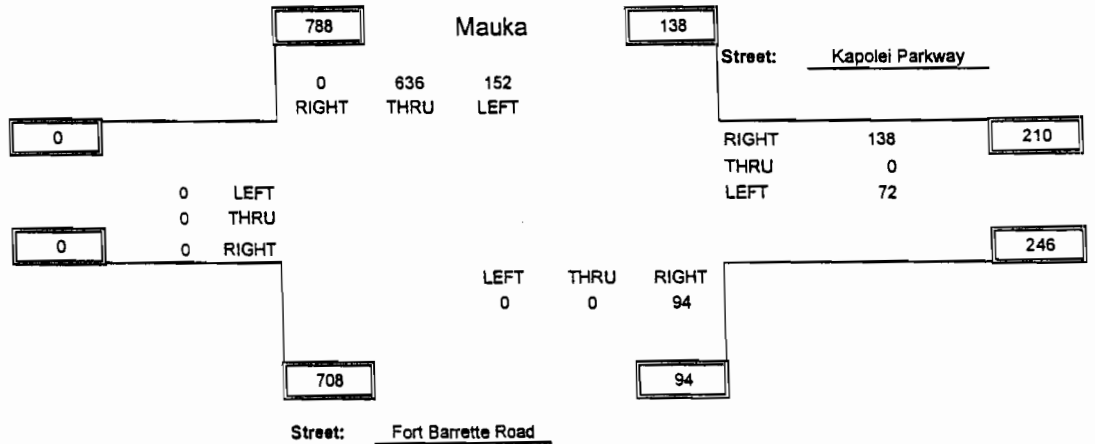 788 Mauka 138
Street: Kapolei Parkway
0 636 152
RIGHT THRU LEFT
0 RIGHT 138 210
THRU 0
0 LEFT LEFT 72
0 THRU
0 0 RIGHT 246
LEFT THRU RIGHT
0 0 94
708 94
Street: Fort Barrette Road